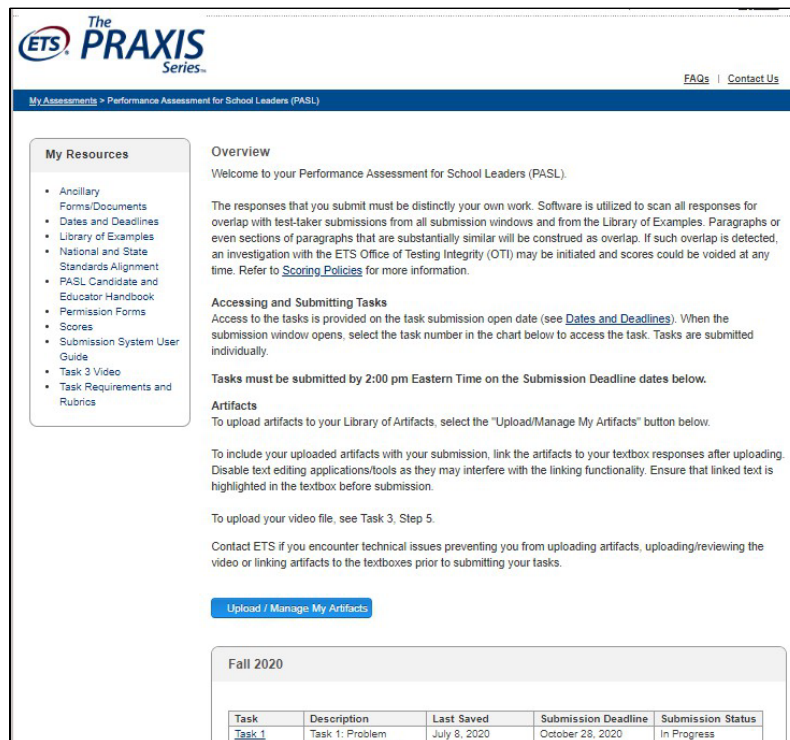 The
ETS PRAXIS
Series
FAQs | Contact Us
My Assessments > Performance Assessment for School Leaders (PASL)
My Resources
• Ancillary
Forms/Documents
• Dates and Deadlines
• Library of Examples
• National and State
Standards Alignment
• PASL Candidate and
Educator Handbook
• Permission Forms
• Scores
• Submission System User
Guide
• Task 3 Video
• Task Requirements and
Rubrics
Overview
Welcome to your Performance Assessment for School Leaders (PASL).
The responses that you submit must be distinctly your own work. Software is utilized to scan all responses for
overlap with test-taker submissions from all submission windows and from the Library of Examples. Paragraphs or
even sections of paragraphs that are substantially similar will be construed as overlap. If such overlap is detected,
an investigation with the ETS Office of Testing Integrity (OTI) may be initiated and scores could be voided at any
time. Refer to Scoring Policies for more information.
Accessing and Submitting Tasks
Access to the tasks is provided on the task submission open date (see Dates and Deadlines). When the
submission window opens, select the task number in the chart below to access the task. Tasks are submitted
individually.
Tasks must be submitted by 2:00 pm Eastern Time on the Submission Deadline dates below.
Artifacts
To upload artifacts to your Library of Artifacts, select the "Upload/Manage My Artifacts" button below.
To include your uploaded artifacts with your submission, link the artifacts to your textbox responses after uploading.
Disable text editing applications/tools as they may interfere with the linking functionality. Ensure that linked text is
highlighted in the textbox before submission.
To upload your video file, see Task 3, Step 5.
Contact ETS if you encounter technical issues preventing you from uploading artifacts, uploading/reviewing the
video or linking artifacts to the textboxes prior to submitting your tasks.
Upload / Manage My Artifacts
Fall 2020
Task Description Last Saved Submission Deadline Submission Status
Task 1 Task 1: Problem July 8, 2020 October 28, 2020 In Progress